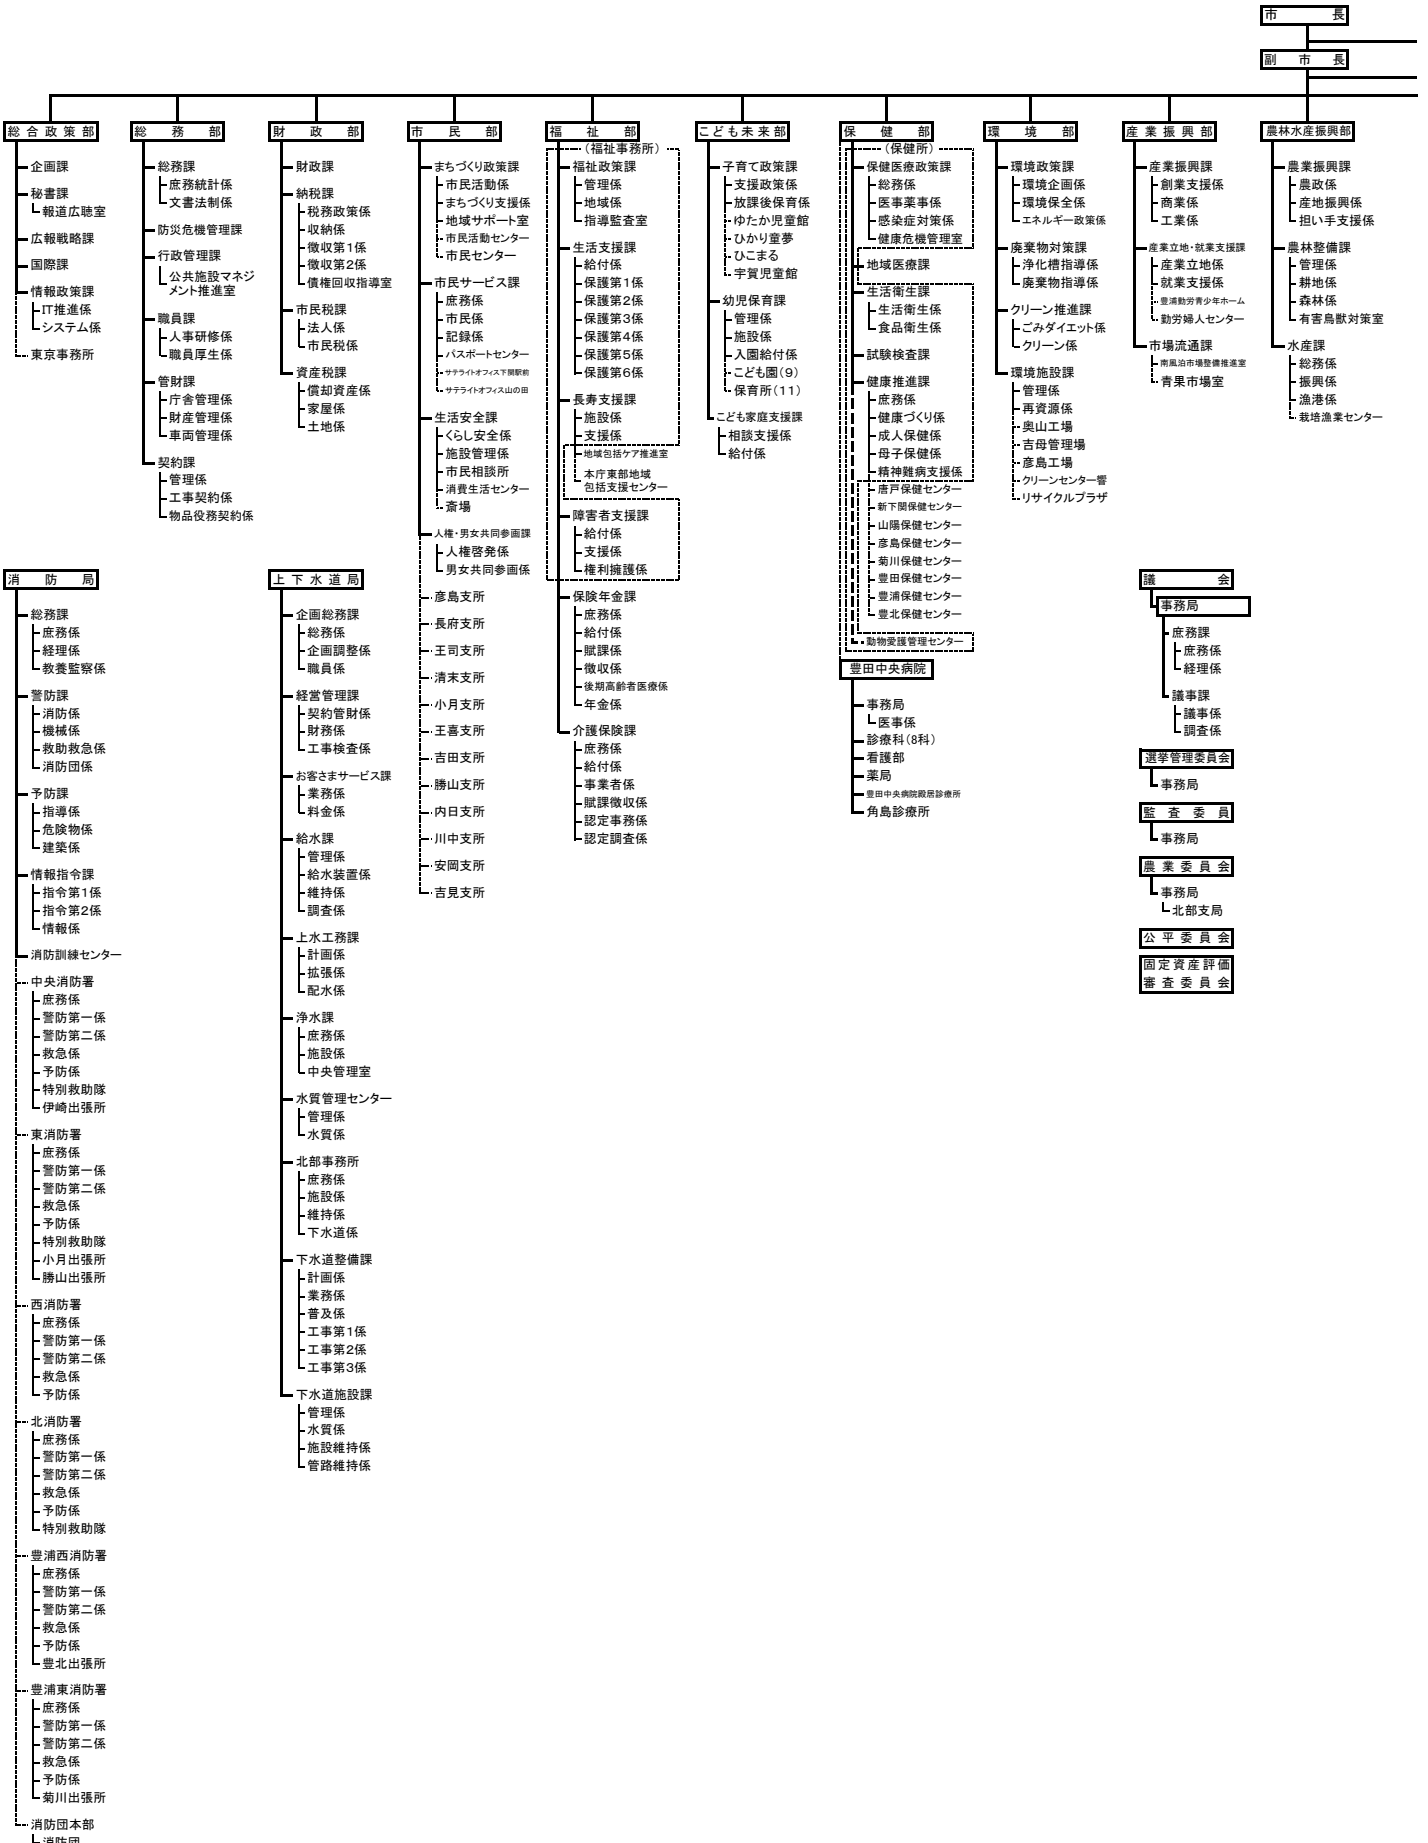 市長
副市長
総合政策部
企画課
秘書課
報道広聴室
広報戦略課
国際課
情報政策課
IT推進係
システム係
東京事務所
総務部
総務課
庶務統計係
文書法制係
防災危機管理課
行政管理課
公共施設マネジ
メント推進室
職員課
人事研修係
職員厚生係
管財課
庁舎管理係
財産管理係
車両管理係
契約課
管理係
工事契約係
物品役務契約係
財政部
財政課
納税課
税務政策係
収納係
徴収第1係
徴収第2係
債権回収指導室
市民税課
法人係
市民税係
資産税課
償却資産係
家屋係
土地係
市民部
まちづくり政策課
市民活動係
まちづくり支援係
地域サポート室
市民活動センター
市民センター
市民サービス課
庶務係
市民係
記録係
パスポートセンター
サテライトオフィス下関駅前
サテライトオフィス山の田
生活安全課
くらし安全係
施設管理係
市民相談所
消費生活センター
斎場
人権・男女共同参画課
人権啓発係
男女共同参画係
彦島支所
長府支所
王司支所
清末支所
小月支所
王喜支所
吉田支所
勝山支所
内日支所
川中支所
安岡支所
吉見支所
福祉部
(福祉事務所)
福祉政策課
管理係
地域係
指導監査室
生活支援課
給付係
保護第1係
保護第2係
保護第3係
保護第4係
保護第5係
保護第6係
長寿支援課
施設係
支援係
地域包括ケア推進室
本庁東部地域
包括支援センター
障害者支援課
給付係
支援係
権利擁護係
保険年金課
庶務係
給付係
賦課係
徴収係
後期高齢者医療係
年金係
介護保険課
庶務係
給付係
事業者係
賦課徴収係
認定事務係
認定調査係
こども未来部
子育て政策課
支援政策係
放課後保育係
ゆたか児童館
ひかり童夢
ひこまる
宇賀児童館
幼児保育課
管理係
施設係
入園給付係
こども園(9)
保育所(11)
こども家庭支援課
相談支援係
給付係
保健部
(保健所)
保健医療政策課
総務係
医事薬事係
感染症対策係
健康危機管理室
地域医療課
生活衛生課
生活衛生係
食品衛生係
試験検査課
健康推進課
庶務係
健康づくり係
成人保健係
母子保健係
精神難病支援係
唐戸保健センター
新下関保健センター
山陽保健センター
彦島保健センター
菊川保健センター
豊田保健センター
豊浦保健センター
豊北保健センター
動物愛護管理センター
豊田中央病院
事務局
医事係
診療科(8科)
看護部
薬局
豊田中央病院殿居診療所
角島診療所
環境部
環境政策課
環境企画係
環境保全係
エネルギー政策係
廃棄物対策課
浄化槽指導係
廃棄物指導係
クリーン推進課
ごみダイエット係
クリーン係
環境施設課
管理係
再資源係
奥山工場
吉母管理場
彦島工場
クリーンセンター響
リサイクルプラザ
産業振興部
産業振興課
創業支援係
商業係
工業係
産業立地・就業支援課
産業立地係
就業支援係
豊浦勤労青少年ホーム
勤労婦人センター
市場流通課
南風泊市場整備推進室
青果市場室
農林水産振興部
農業振興課
農政係
産地振興係
担い手支援係
農林整備課
管理係
耕地係
森林係
有害鳥獣対策室
水産課
総務係
振興係
漁港係
栽培漁業センター
消防局
総務課
庶務係
経理係
教養監察係
警防課
消防係
機械係
救助救急係
消防団係
予防課
指導係
危険物係
建築係
情報指令課
指令第1係
指令第2係
情報係
消防訓練センター
中央消防署
庶務係
警防第一係
警防第二係
救急係
予防係
特別救助隊
伊崎出張所
東消防署
庶務係
警防第一係
警防第二係
救急係
予防係
特別救助隊
小月出張所
勝山出張所
西消防署
庶務係
警防第一係
警防第二係
救急係
予防係
北消防署
庶務係
警防第一係
警防第二係
救急係
予防係
特別救助隊
豊浦西消防署
庶務係
警防第一係
警防第二係
救急係
予防係
豊北出張所
豊浦東消防署
庶務係
警防第一係
警防第二係
救急係
予防係
菊川出張所
消防団本部
消防団
上下水道局
企画総務課
総務係
企画調整係
職員係
経営管理課
契約管財係
財務係
工事検査係
お客さまサービス課
業務係
料金係
給水課
管理係
給水装置係
維持係
調査係
上水工務課
計画係
拡張係
配水係
浄水課
庶務係
施設係
中央管理室
水質管理センター
管理係
水質係
北部事務所
庶務係
施設係
維持係
下水道係
下水道整備課
計画係
業務係
普及係
工事第1係
工事第2係
工事第3係
下水道施設課
管理係
水質係
施設維持係
管路維持係
議会
事務局
庶務課
庶務係
経理係
議事課
議事係
調査係
選挙管理委員会
事務局
監査委員
事務局
農業委員会
事務局
北部支局
公平委員会
固定資産評価
審査委員会